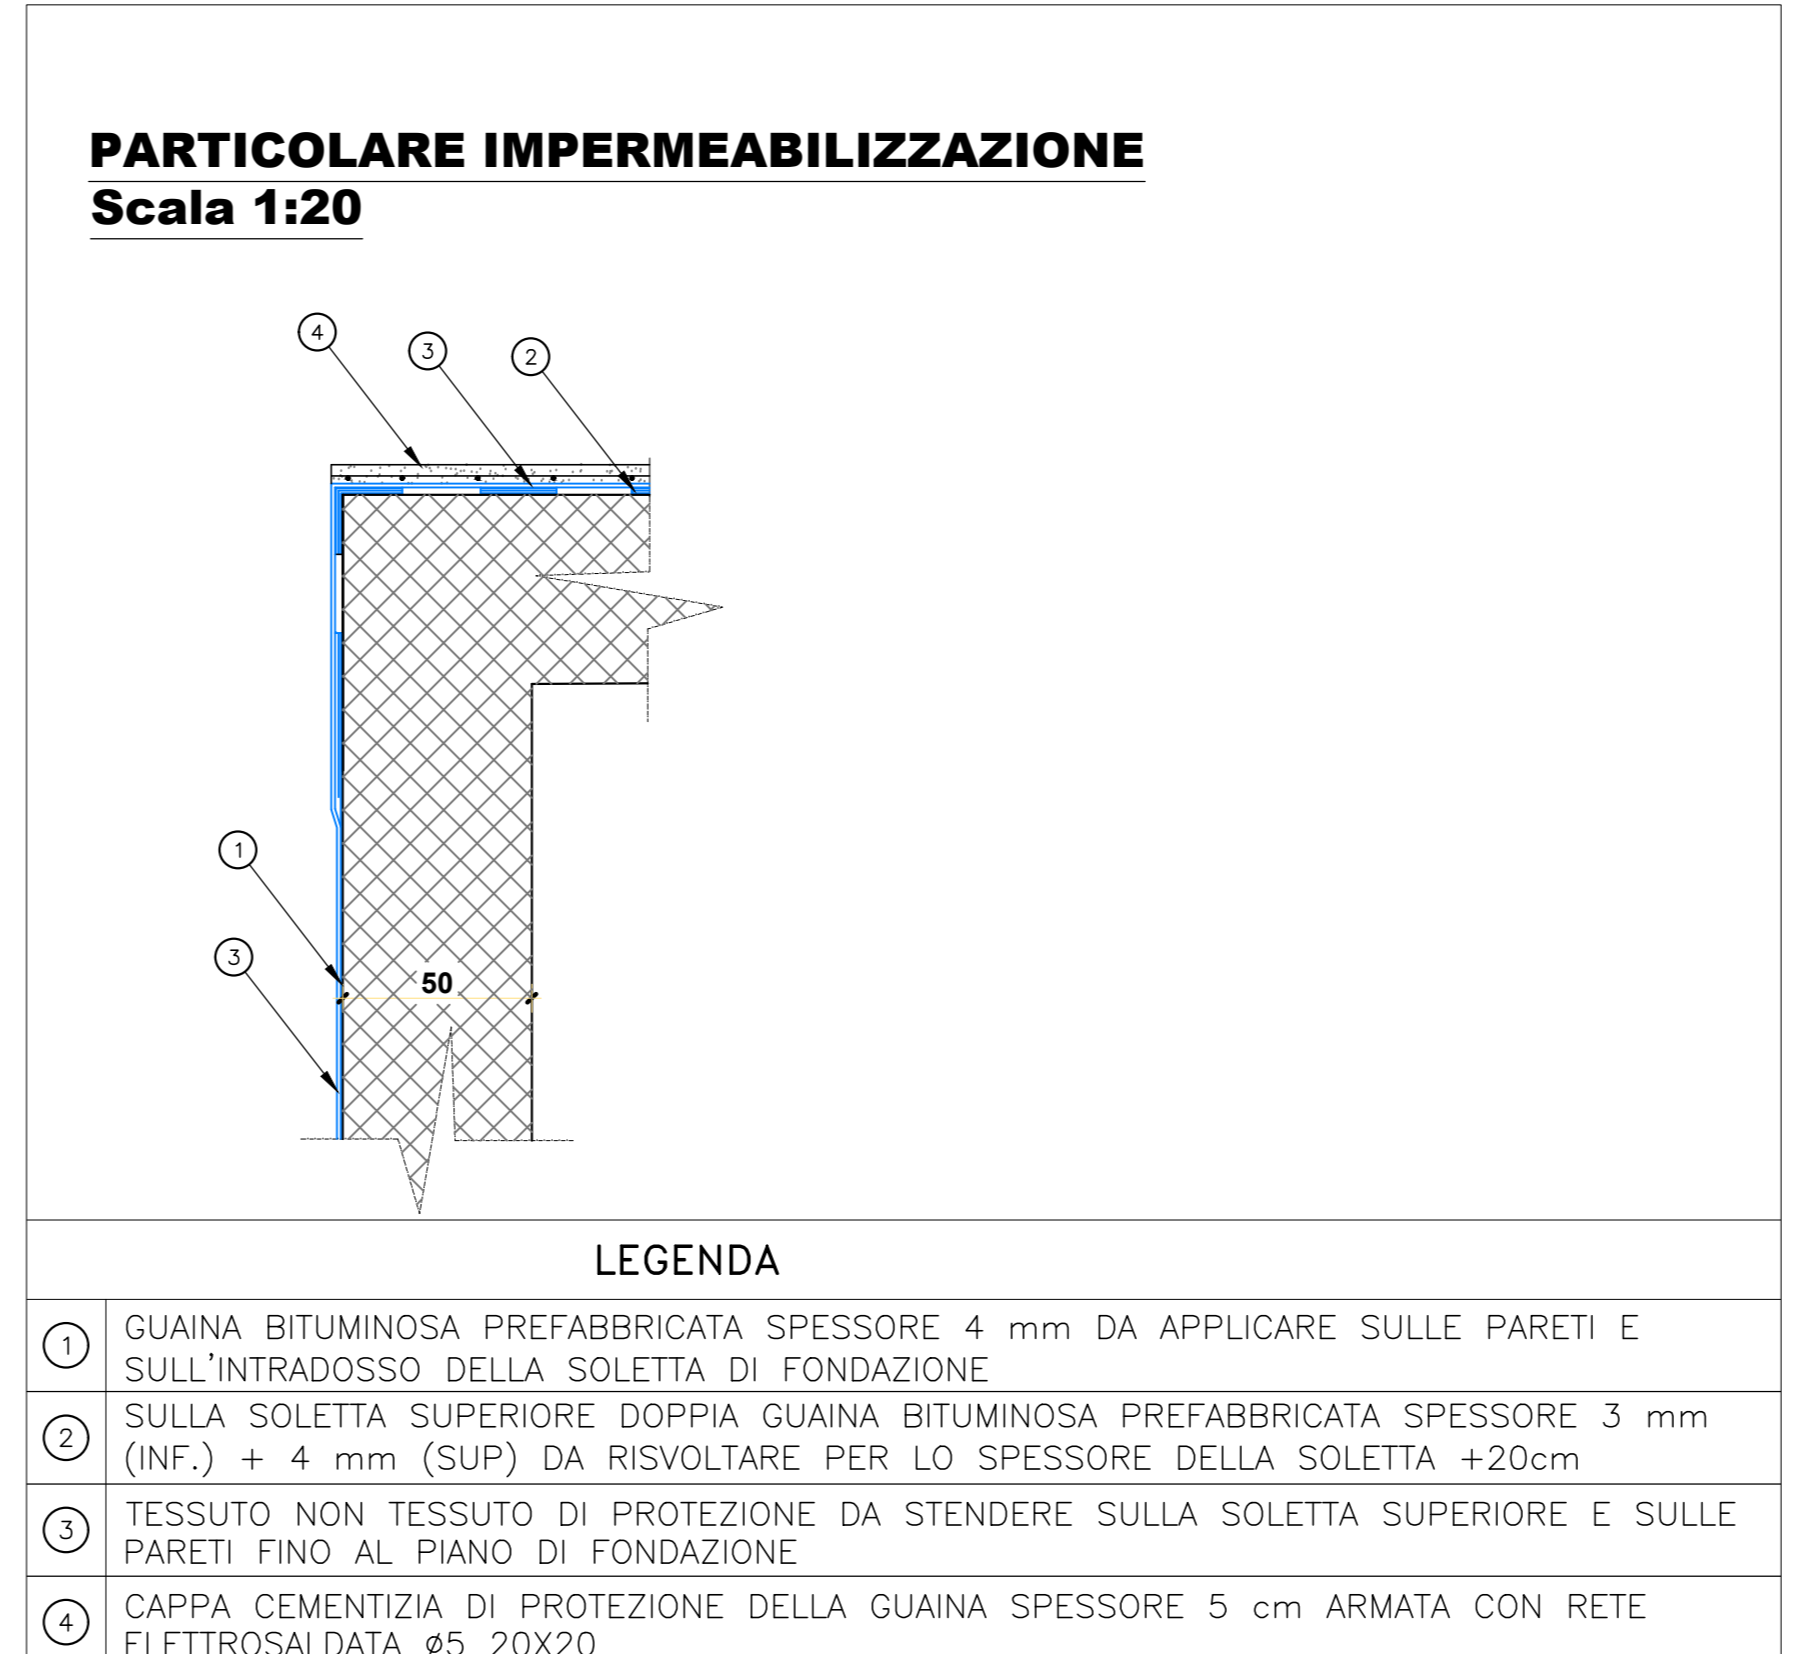 PARTICOLARE IMPERMEABILIZZAZIONE
Scala 1:20
4
3
2
1
3
50
LEGENDA
1 GUAINA BITUMINOSA PREFABBRICATA SPESSORE 4 mm DA APPLICARE SULLE PARETI E
SULL'INTRADOSSO DELLA SOLETTA DI FONDAZIONE
2 SULLA SOLETTA SUPERIORE DOPPIA GUAINA BITUMINOSA PREFABBRICATA SPESSORE 3 mm
(INF.) + 4 mm (SUP) DA RISVOLTARE PER LO SPESSORE DELLA SOLETTA +20cm
3 TESSUTO NON TESSUTO DI PROTEZIONE DA STENDERE SULLA SOLETTA SUPERIORE E SULLE
PARETI FINO AL PIANO DI FONDAZIONE
4 CAPPA CEMENTIZIA DI PROTEZIONE DELLA GUAINA SPESSORE 5 cm ARMATA CON RETE
ELETTROSALDATA ø5 20X20